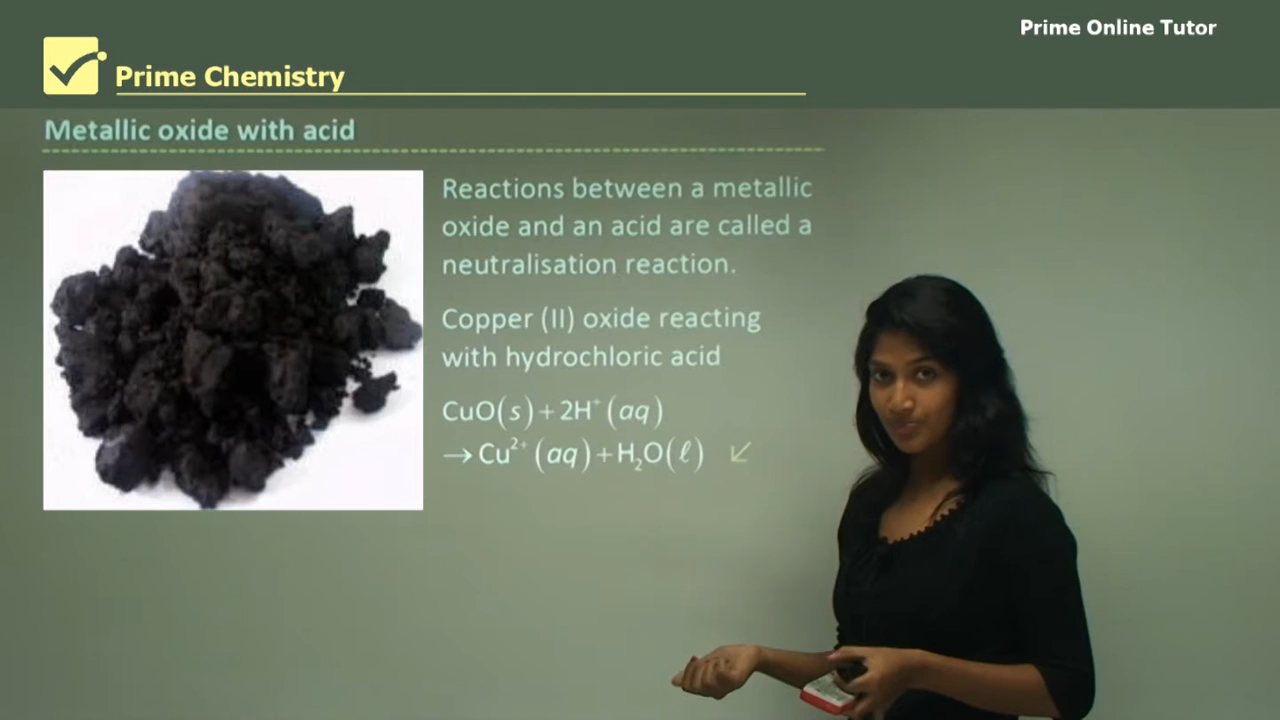 Prime Online Tutor
Prime Chemistry
Metallic oxide with acid
Reactions between a metallic
oxide and an acid are called a
neutralisation reaction.
Copper (II) oxide reacting
with hydrochloric acid
CuO(s) + 2H⁺(aq)
→ Cu²⁺(aq) + H₂O(ℓ) ↙